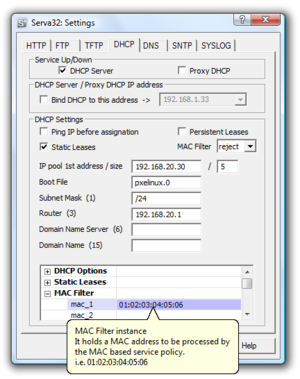 Serva32: Settings
HTTP FTP TFTP DHCP DNS SNTP SYSLOG
Service Up/Down
DHCP Server Proxy DHCP
DHCP Server / Proxy DHCP IP address
Bind DHCP to this address -> 192.168.1.33
DHCP Settings
Ping IP before assignation Persistent Leases
Static Leases MAC Filter reject
IP pool 1st address / size 192.168.20.30 / 5
Boot File pxelinux.0
Subnet Mask (1) /24
Router (3) 192.168.20.1
Domain Name Server (6)
Domain Name (15)
DHCP Options
Static Leases
MAC Filter
mac_1 01:02:03:04:05:06
mac_2
MAC Filter instance
It holds a MAC address to be processed by
the MAC based service policy.
i.e. 01:02:03:04:05:06
Help